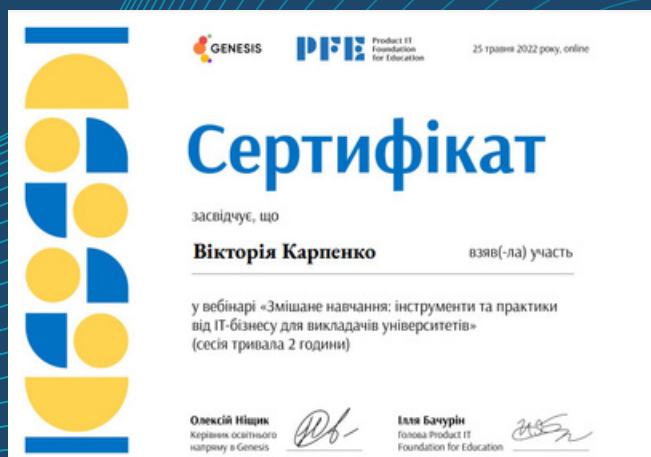 GENESIS
PFE
Product IT
Foundation
for Education
25 травня 2022 року, online
Сертифікат
засвідчує, що
Вікторія Карпенко
взяв(-ла) участь
у вебінарі «Змішане навчання: інструменти та практики
від ІТ-бізнесу для викладачів університетів»
(сесія тривала 2 години)
Олексій Ніщик
Керівник освітнього
напряму в Genesis
Ілля Бачурін
Голова Product IT
Foundation for Education